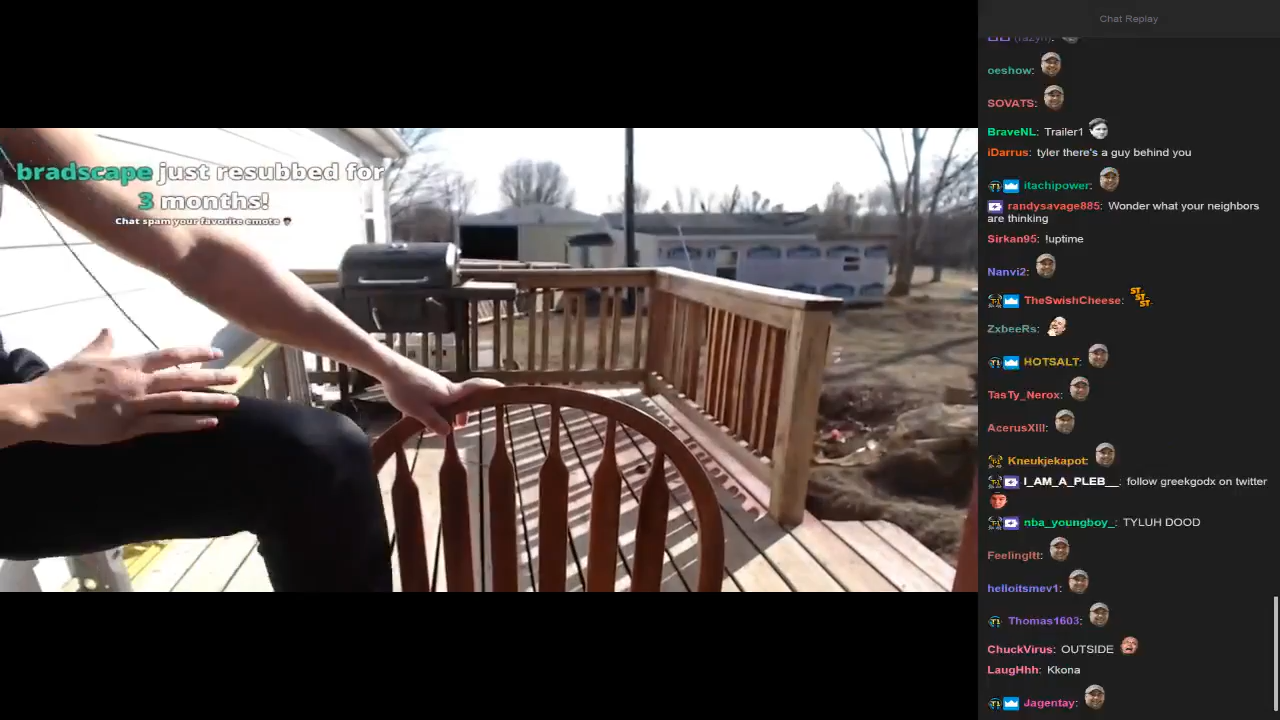 bradscape just resubbed for
3 months!
Chat spam your favorite emote
Chat Replay
oeshow:
SOVATS:
BraveNL: Trailer1
iDarrus: tyler there's a guy behind you
itachipower:
randysavage885: Wonder what your neighbors
are thinking
Sirkan95: !uptime
Nanvi2:
TheSwishCheese:
ZxbeeRs:
HOTSALT:
TasTy_Nerox:
AcerusXIII:
Kneukjekapot:
I_AM_A_PLEB__: follow greekgodx on twitter
nba_youngboy_: TYLUH DOOD
FeelingItt:
helloitsmev1:
Thomas1603:
ChuckVirus: OUTSIDE
LaugHhh: Kkona
Jagentay: